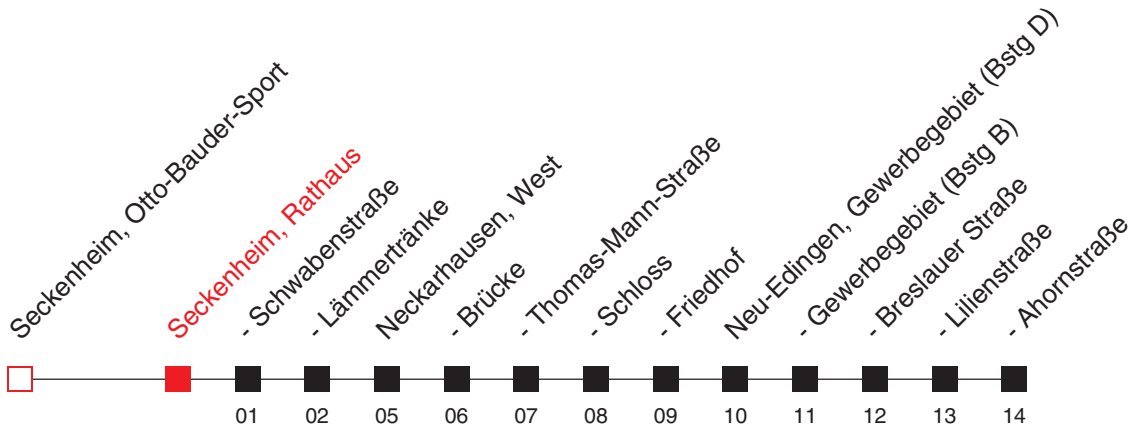 Seckenheim, Otto-Bauder-Sport
Seckenheim, Rathaus
- Schwabenstraße
- Lämmertränke
Neckarhausen, West
- Brücke
- Thomas-Mann-Straße
- Schloss
- Friedhof
Neu-Edingen, Gewerbegebiet (Bstg D)
- Gewerbegebiet (Bstg B)
- Breslauer Straße
- Lilienstraße
- Ahornstraße
01 02 05 06 07 08 09 10 11 12 13 14